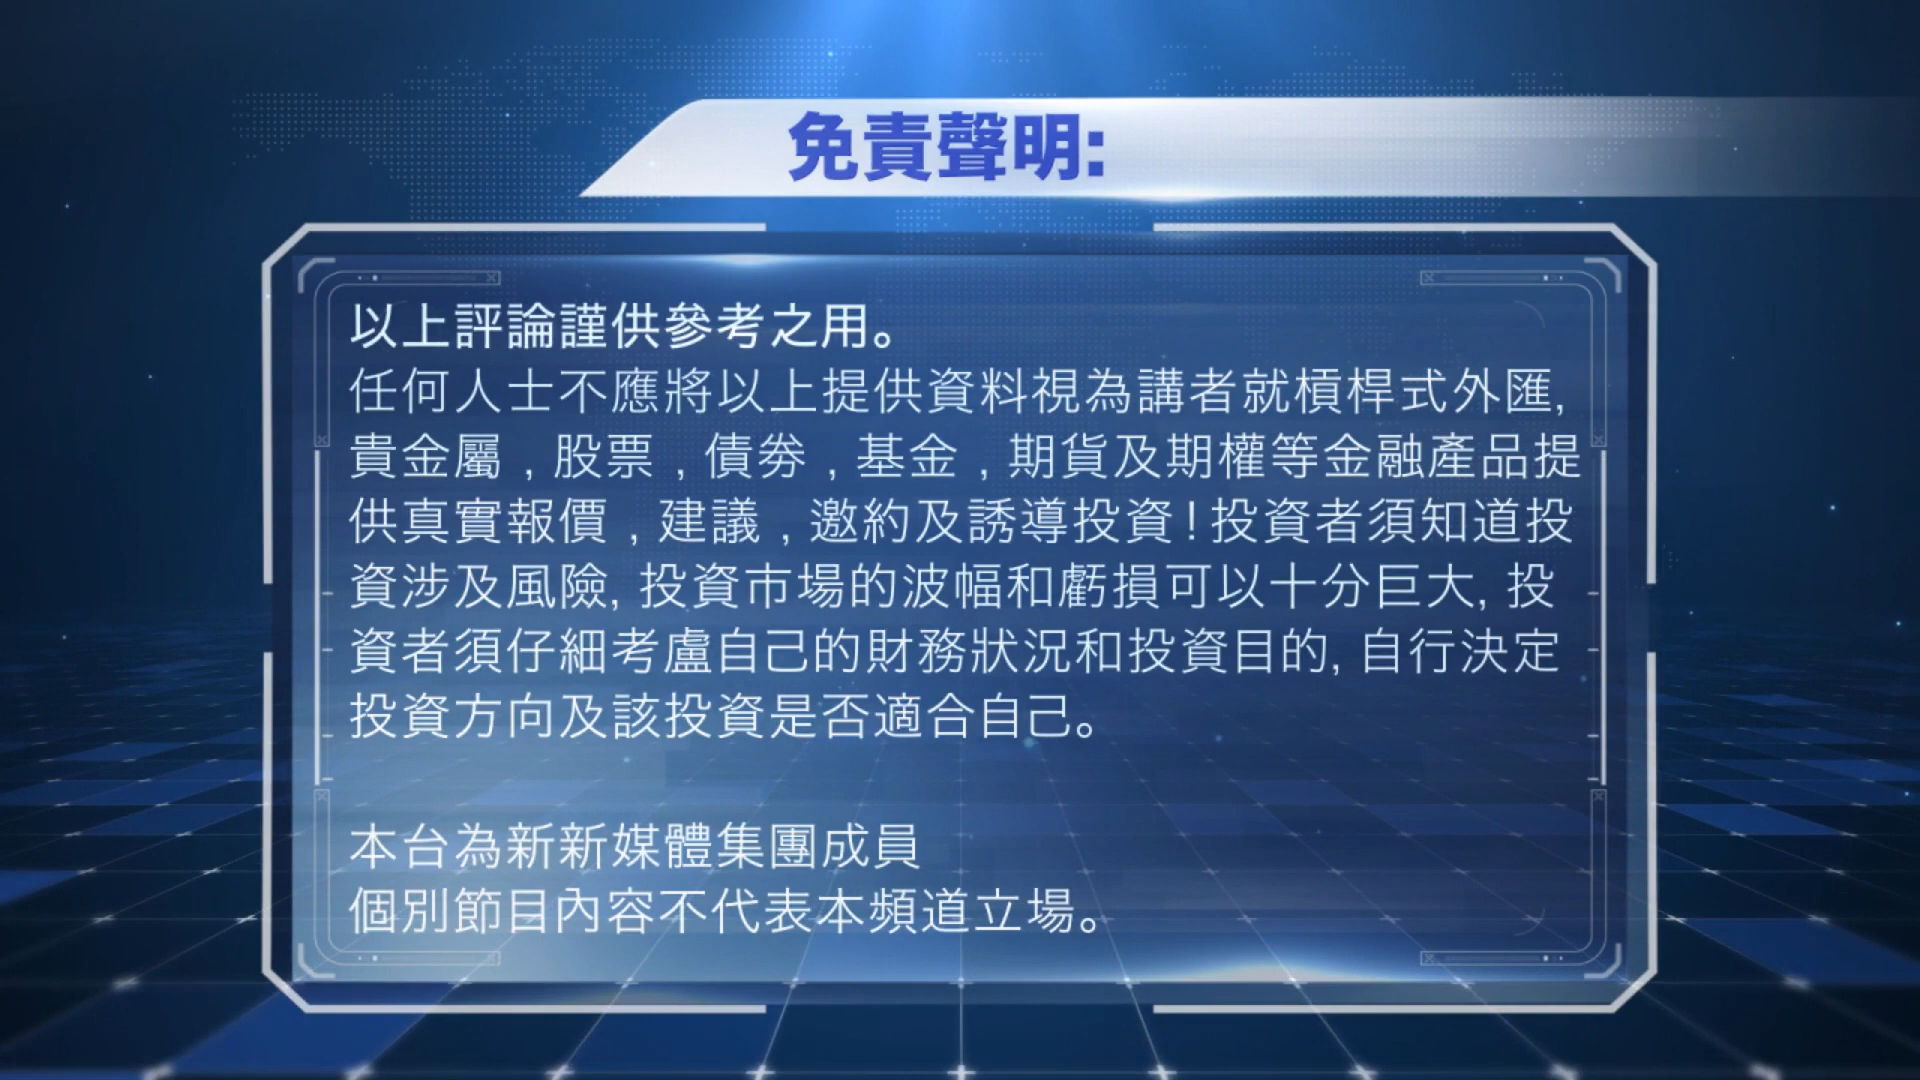 免責聲明:
以上評論謹供參考之用。
任何人士不應將以上提供資料視為講者就槓桿式外匯,
貴金屬，股票，債劵，基金，期貨及期權等金融產品提
供真實報價，建議，邀約及誘導投資!投資者須知道投
資涉及風險,投資市場的波幅和虧損可以十分巨大,投
資者須仔細考盧自己的財務狀況和投資目的,自行決定
投資方向及該投資是否適合自己。
本台為新新媒體集團成員
個別節目內容不代表本頻道立場。